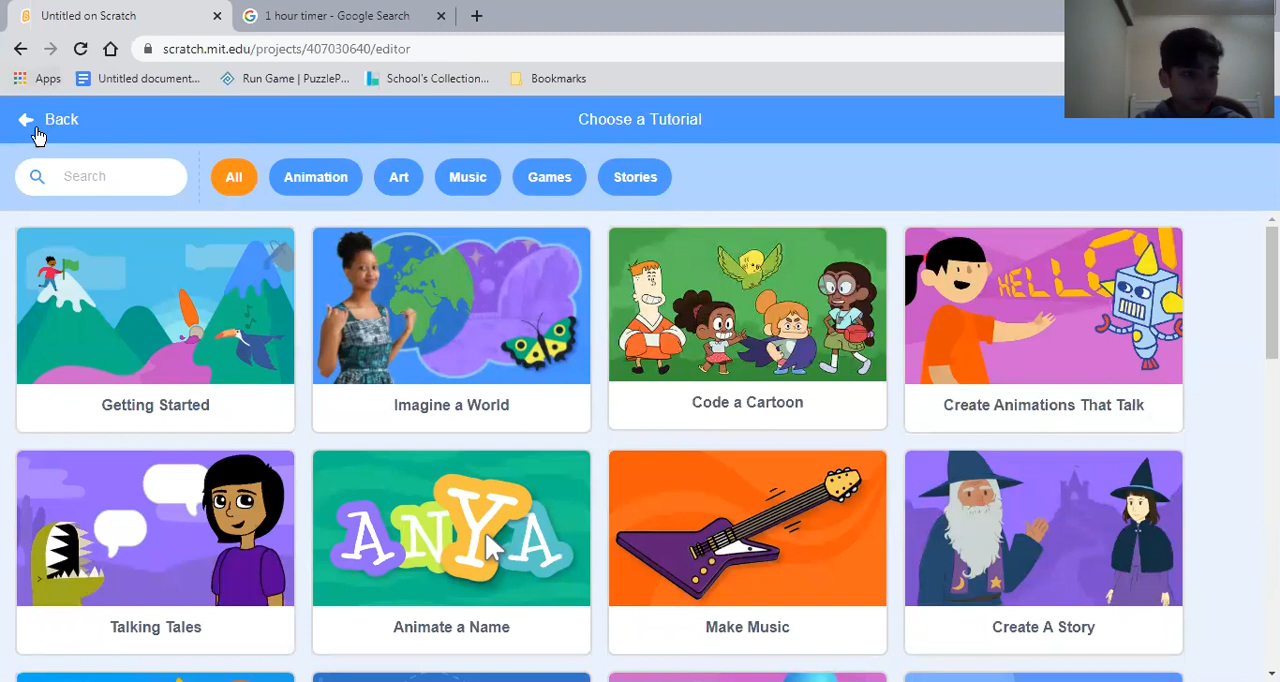 Untitled on Scratch
1 hour timer - Google Search
scratch.mit.edu/projects/407030640/editor
Apps
Untitled document...
Run Game | PuzzleP...
School's Collection...
Bookmarks
Back
Choose a Tutorial
Search
All
Animation
Art
Music
Games
Stories
HELLO
Getting Started
Imagine a World
Code a Cartoon
Create Animations That Talk
ANYA
Talking Tales
Animate a Name
Make Music
Create A Story